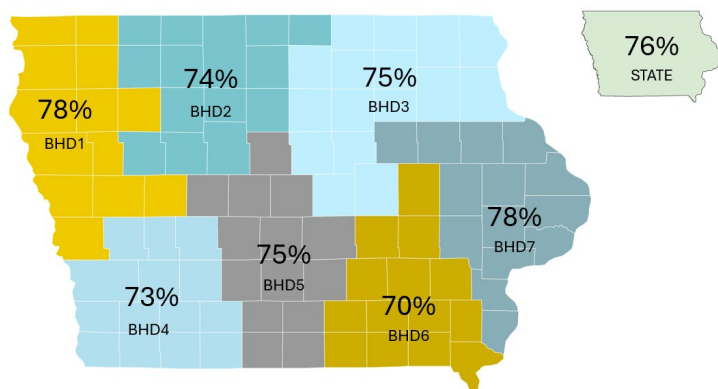 76%
STATE
74%
BHD2
75%
BHD3
78%
BHD1
78%
BHD7
75%
BHD5
73%
BHD4
70%
BHD6